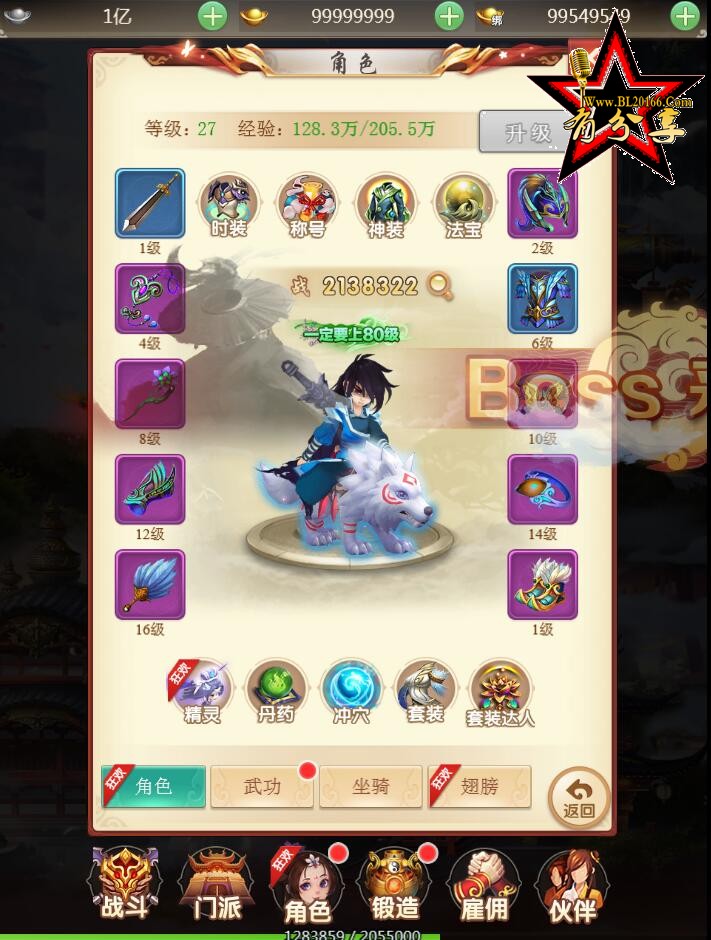 1亿 99999999 绑 99549519
角色
Www.BL20166.Com
有分享
等级：27 经验：128.3万/205.5万 升级
时装 称号 神装 法宝
1级 2级
战 2138322
一定要上80级
4级 6级
Boss
8级 10级
12级 14级
16级 1级
狂欢
精灵 丹药 冲穴 套装 套装达人
狂欢 角色 武功 坐骑 狂欢 翅膀
返回
狂欢
战斗 门派 角色 锻造 雇佣 伙伴
1283859 / 2055000